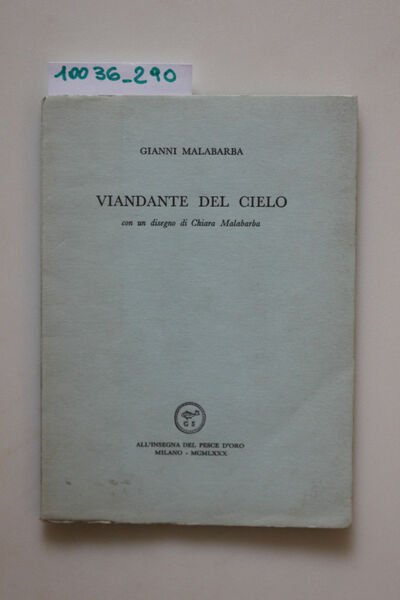 10036_290
GIANNI MALABARBA
VIANDANTE DEL CIELO
con un disegno di Chiara Malabarba
G S
ALL'INSEGNA DEL PESCE D'ORO
MILANO - MCMLXXX